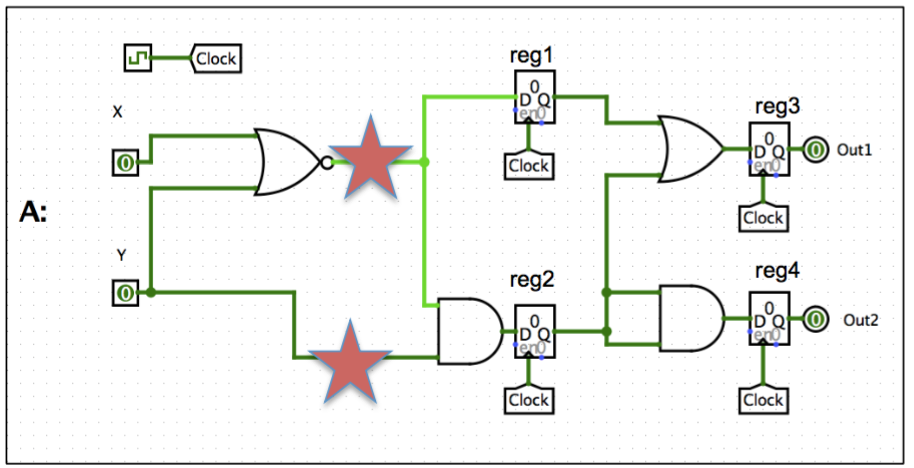 A:
Clock
X
0
Y
0
reg1
0
D Q
en0
Clock
reg2
0
D Q
en0
Clock
reg3
0
D Q
en0
Clock
0
Out1
reg4
0
D Q
en0
Clock
0
Out2